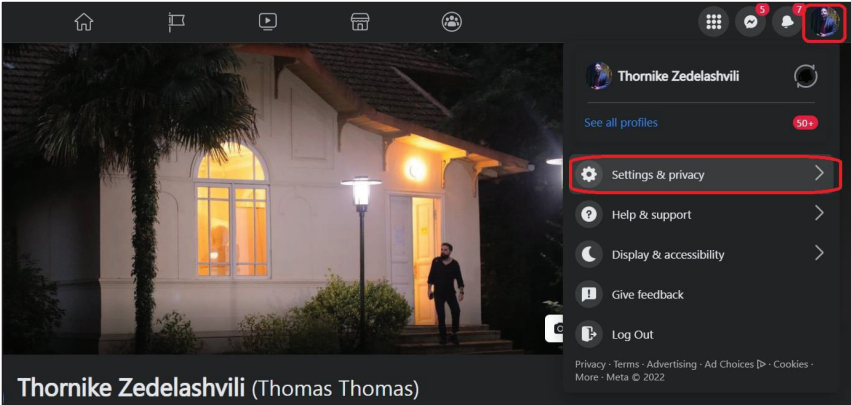 5
7
Thornike Zedelashvili
See all profiles
50+
Settings & privacy
Help & support
Display & accessibility
Give feedback
Log Out
Privacy · Terms · Advertising · Ad Choices · Cookies ·
More · Meta © 2022
Thornike Zedelashvili (Thomas Thomas)